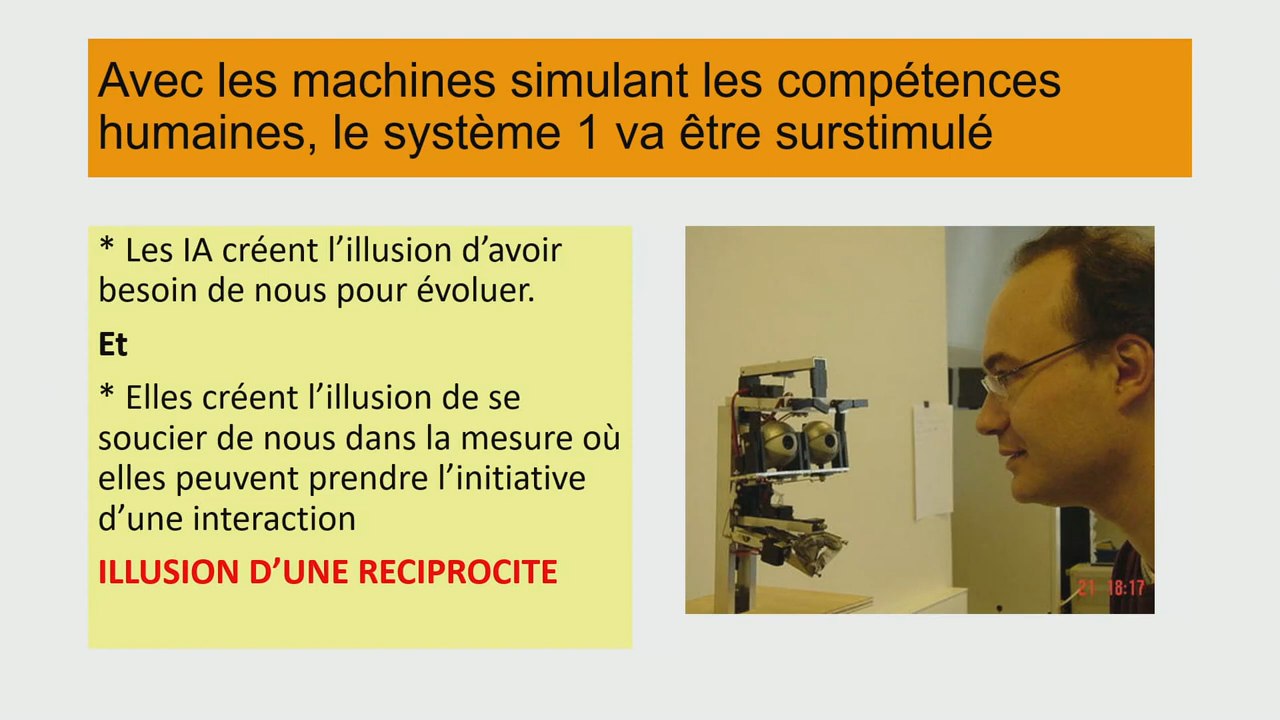 Avec les machines simulant les compétences
humaines, le système 1 va être surstimulé
* Les IA créent l’illusion d’avoir
besoin de nous pour évoluer.
Et
* Elles créent l’illusion de se
soucier de nous dans la mesure où
elles peuvent prendre l’initiative
d’une interaction
ILLUSION D’UNE RECIPROCITE
21 18:17